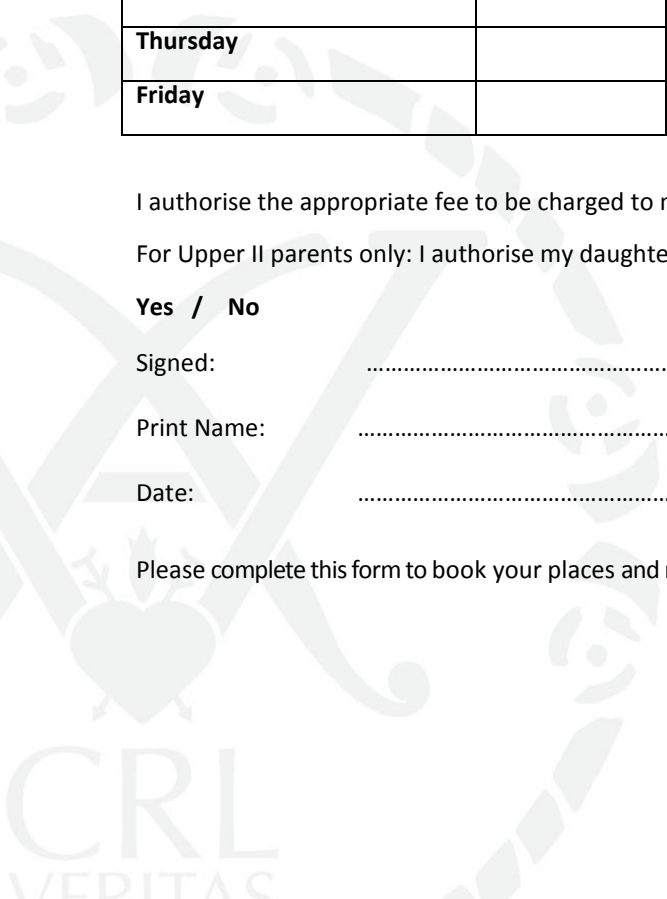 Thursday
Friday
I authorise the appropriate fee to be charged to
For Upper II parents only: I authorise my daughte
Yes / No
Signed: ……………………………………………
Print Name: ……………………………………………
Date: ……………………………………………
Please complete this form to book your places and
CRL
VERITAS